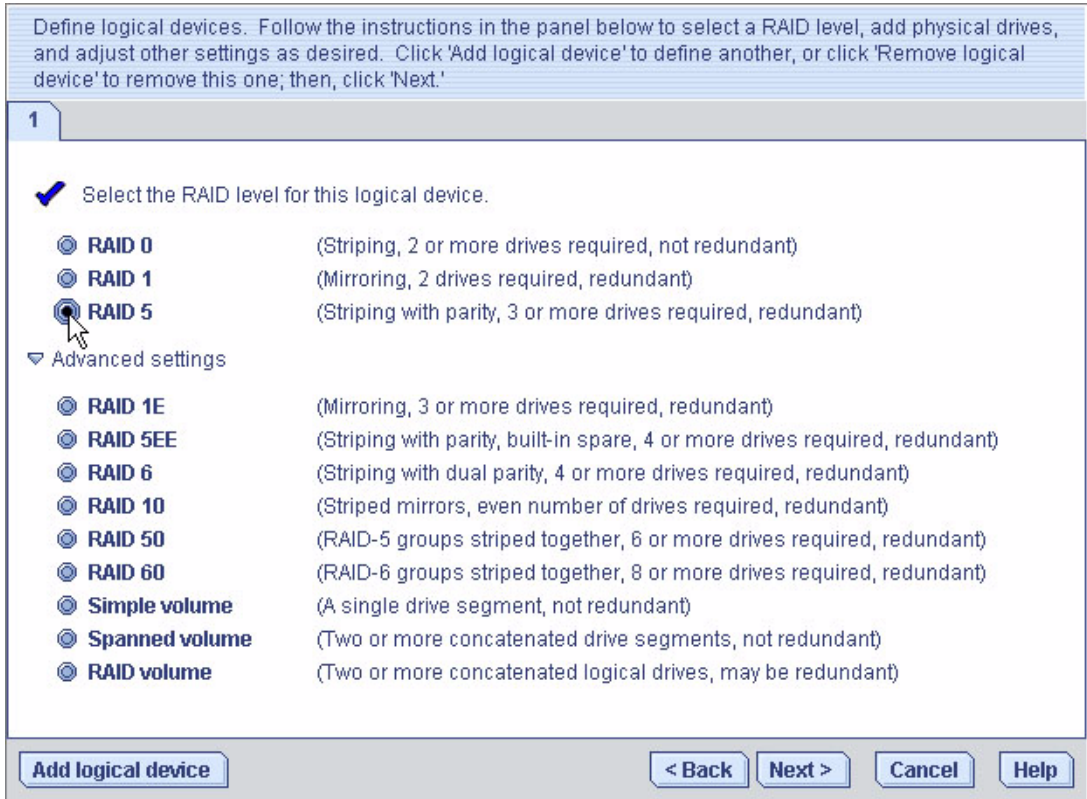 Define logical devices. Follow the instructions in the panel below to select a RAID level, add physical drives,
and adjust other settings as desired. Click 'Add logical device' to define another, or click 'Remove logical
device' to remove this one; then, click 'Next.'
1
Select the RAID level for this logical device.
RAID 0 (Striping, 2 or more drives required, not redundant)
RAID 1 (Mirroring, 2 drives required, redundant)
RAID 5 (Striping with parity, 3 or more drives required, redundant)
Advanced settings
RAID 1E (Mirroring, 3 or more drives required, redundant)
RAID 5EE (Striping with parity, built-in spare, 4 or more drives required, redundant)
RAID 6 (Striping with dual parity, 4 or more drives required, redundant)
RAID 10 (Striped mirrors, even number of drives required, redundant)
RAID 50 (RAID-5 groups striped together, 6 or more drives required, redundant)
RAID 60 (RAID-6 groups striped together, 8 or more drives required, redundant)
Simple volume (A single drive segment, not redundant)
Spanned volume (Two or more concatenated drive segments, not redundant)
RAID volume (Two or more concatenated logical drives, may be redundant)
Add logical device < Back Next > Cancel Help